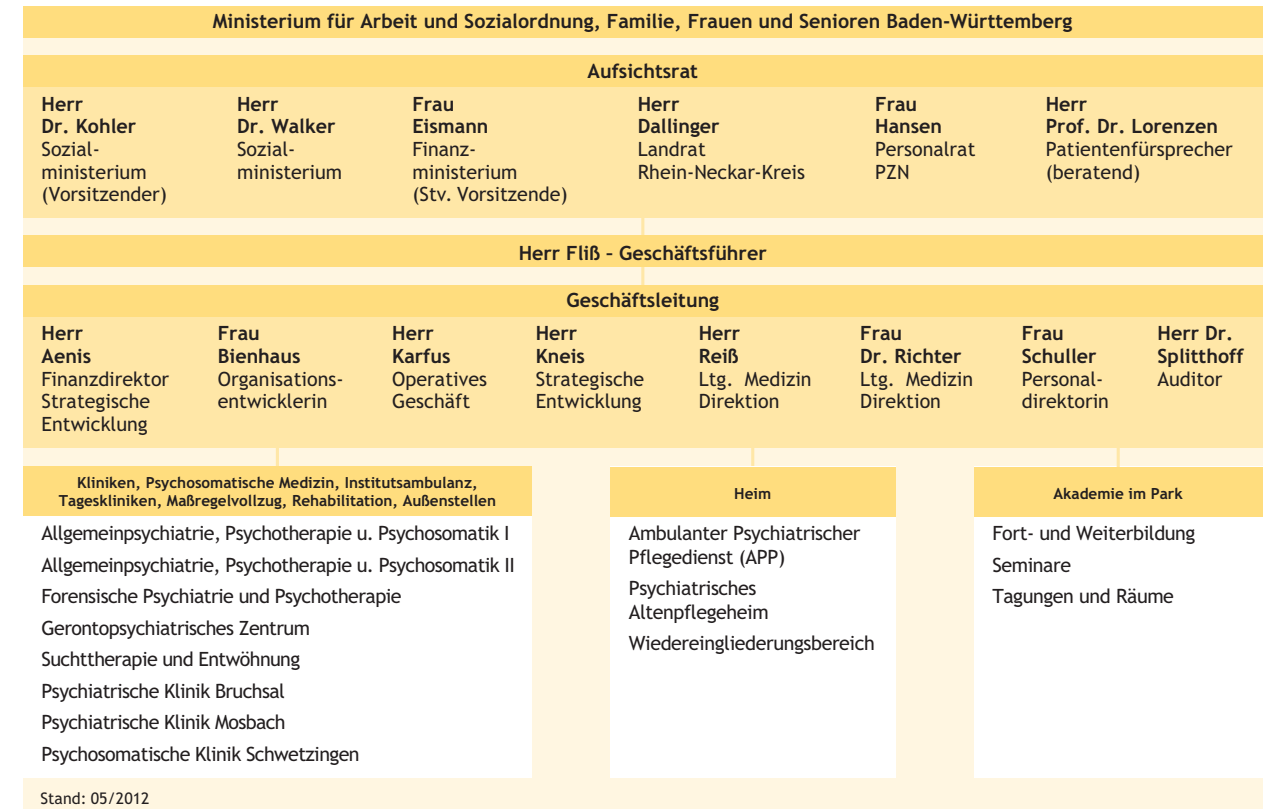 Ministerium für Arbeit und Sozialordnung, Familie, Frauen und Senioren Baden-Württemberg
Aufsichtsrat
Herr
Dr. Kohler
Sozial-
ministerium
(Vorsitzender)
Herr
Dr. Walker
Sozial-
ministerium
Frau
Eismann
Finanz-
ministerium
(Stv. Vorsitzende)
Herr
Dallinger
Landrat
Rhein-Neckar-Kreis
Frau
Hansen
Personalrat
PZN
Herr
Prof. Dr. Lorenzen
Patientenfürsprecher
(beratend)
Herr Fliß – Geschäftsführer
Geschäftsleitung
Herr
Aenis
Finanzdirektor
Strategische
Entwicklung
Frau
Bienhaus
Organisations-
entwicklerin
Herr
Karfus
Operatives
Geschäft
Herr
Kneis
Strategische
Entwicklung
Herr
Reiß
Ltg. Medizin
Direktion
Frau
Dr. Richter
Ltg. Medizin
Direktion
Frau
Schuller
Personal-
direktorin
Herr Dr.
Splitthoff
Auditor
Kliniken, Psychosomatische Medizin, Institutsambulanz,
Tageskliniken, Maßregelvollzug, Rehabilitation, Außenstellen
Allgemeinpsychiatrie, Psychotherapie u. Psychosomatik I
Allgemeinpsychiatrie, Psychotherapie u. Psychosomatik II
Forensische Psychiatrie und Psychotherapie
Gerontopsychiatrisches Zentrum
Suchttherapie und Entwöhnung
Psychiatrische Klinik Bruchsal
Psychiatrische Klinik Mosbach
Psychosomatische Klinik Schwetzingen
Heim
Ambulanter Psychiatrischer
Pflegedienst (APP)
Psychiatrisches
Altenpflegeheim
Wiedereingliederungsbereich
Akademie im Park
Fort- und Weiterbildung
Seminare
Tagungen und Räume
Stand: 05/2012